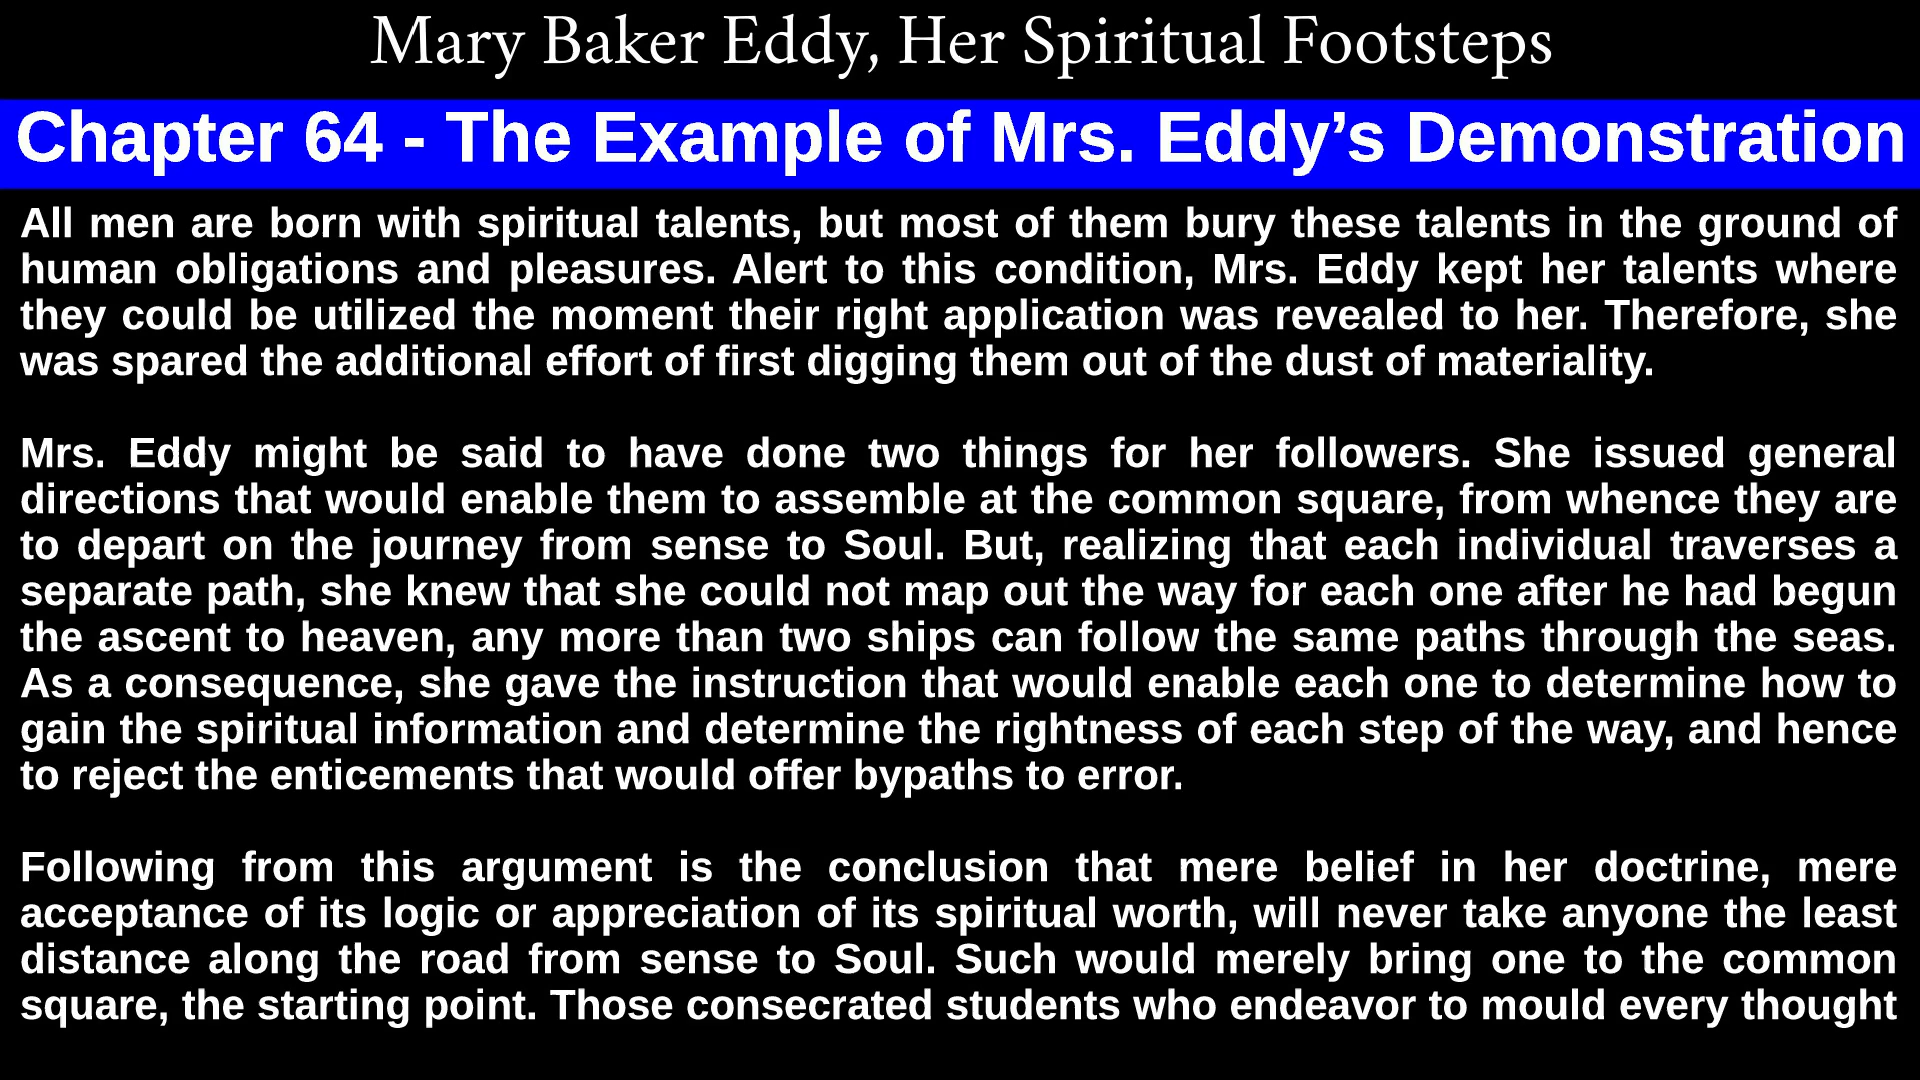 Mary Baker Eddy, Her Spiritual Footsteps
Chapter 64 - The Example of Mrs. Eddy’s Demonstration
All men are born with spiritual talents, but most of them bury these talents in the ground of
human obligations and pleasures. Alert to this condition, Mrs. Eddy kept her talents where
they could be utilized the moment their right application was revealed to her. Therefore, she
was spared the additional effort of first digging them out of the dust of materiality.
Mrs. Eddy might be said to have done two things for her followers. She issued general
directions that would enable them to assemble at the common square, from whence they are
to depart on the journey from sense to Soul. But, realizing that each individual traverses a
separate path, she knew that she could not map out the way for each one after he had begun
the ascent to heaven, any more than two ships can follow the same paths through the seas.
As a consequence, she gave the instruction that would enable each one to determine how to
gain the spiritual information and determine the rightness of each step of the way, and hence
to reject the enticements that would offer bypaths to error.
Following from this argument is the conclusion that mere belief in her doctrine, mere
acceptance of its logic or appreciation of its spiritual worth, will never take anyone the least
distance along the road from sense to Soul. Such would merely bring one to the common
square, the starting point. Those consecrated students who endeavor to mould every thought